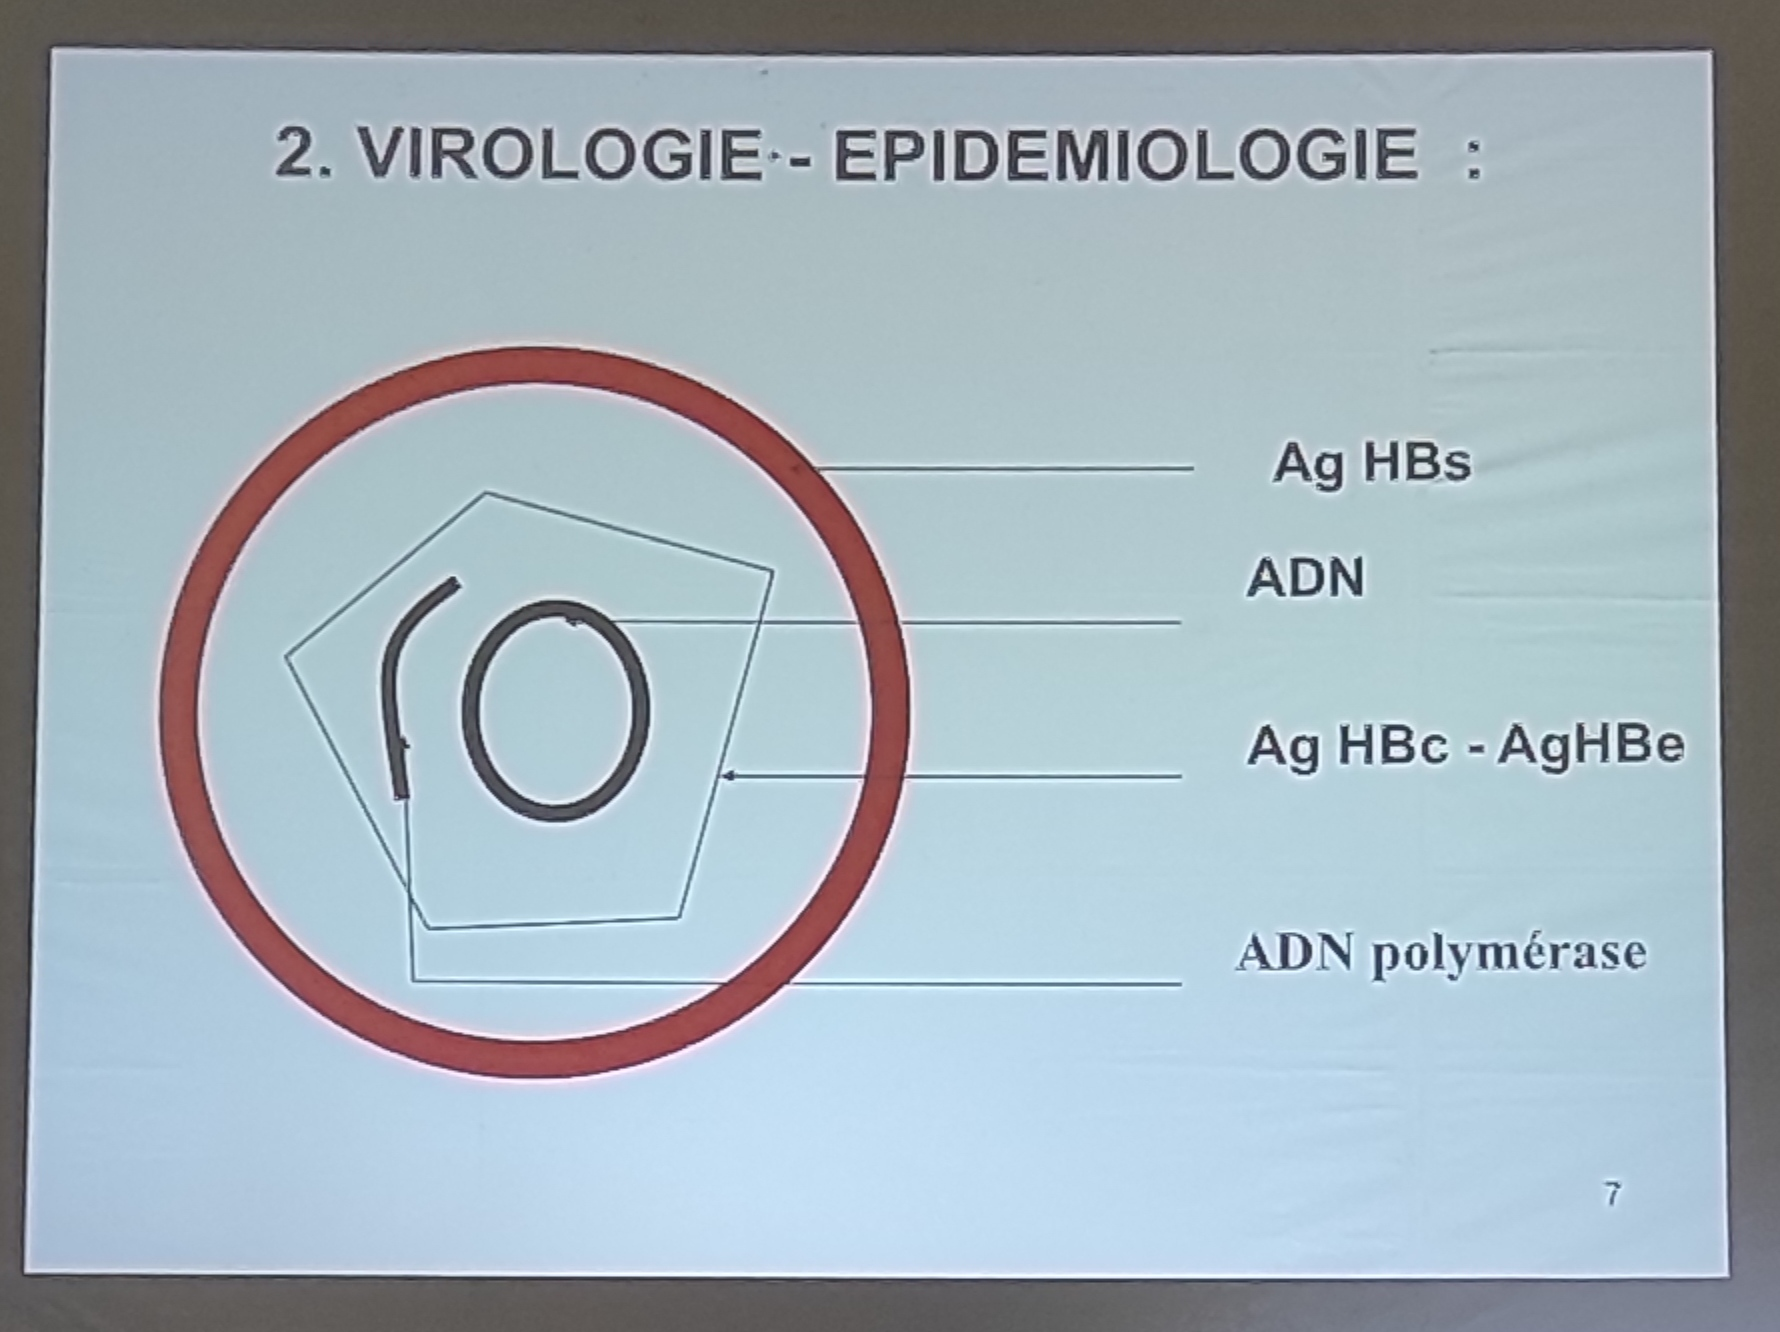 2. VIROLOGIE - EPIDEMIOLOGIE :
Ag HBs
ADN
Ag HBc - AgHBe
ADN polymérase
7